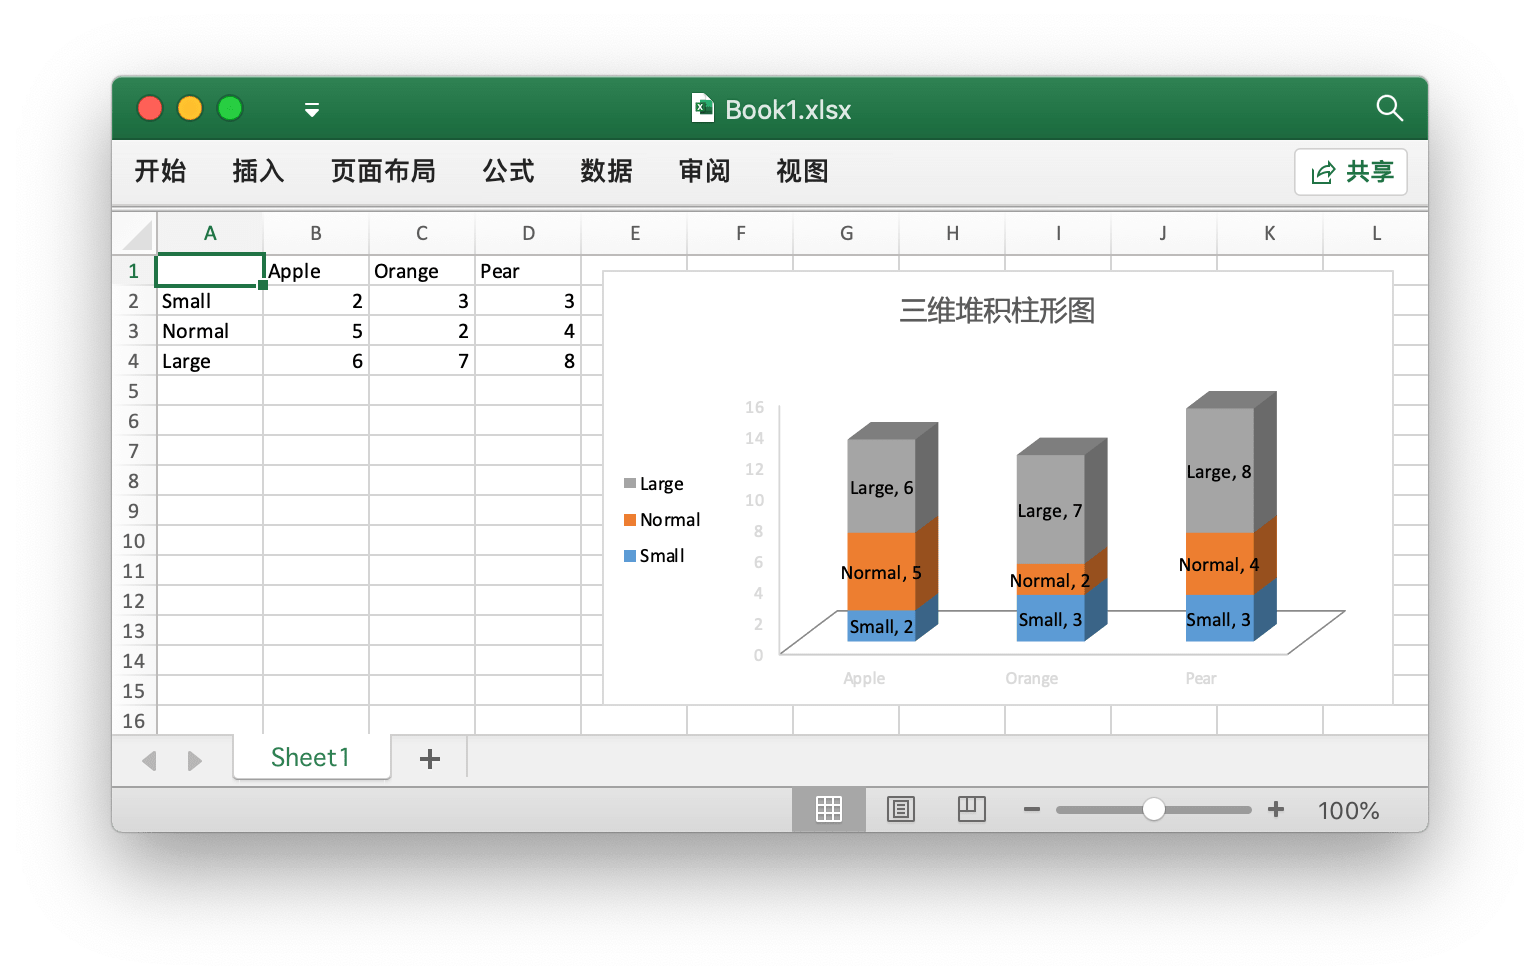 Book1.xlsx
开始 插入 页面布局 公式 数据 审阅 视图 共享
A B C D E F G H I J K L
1 Apple Orange Pear
2 Small 2 3 3
3 Normal 5 2 4
4 Large 6 7 8
5
6
7
8
9
10
11
12
13
14
15
16
三维堆积柱形图
Large
Normal
Small
16
14
12
10
8
6
4
2
0
Large, 6
Normal, 5
Small, 2
Large, 7
Normal, 2
Small, 3
Large, 8
Normal, 4
Small, 3
Apple Orange Pear
Sheet1
100%